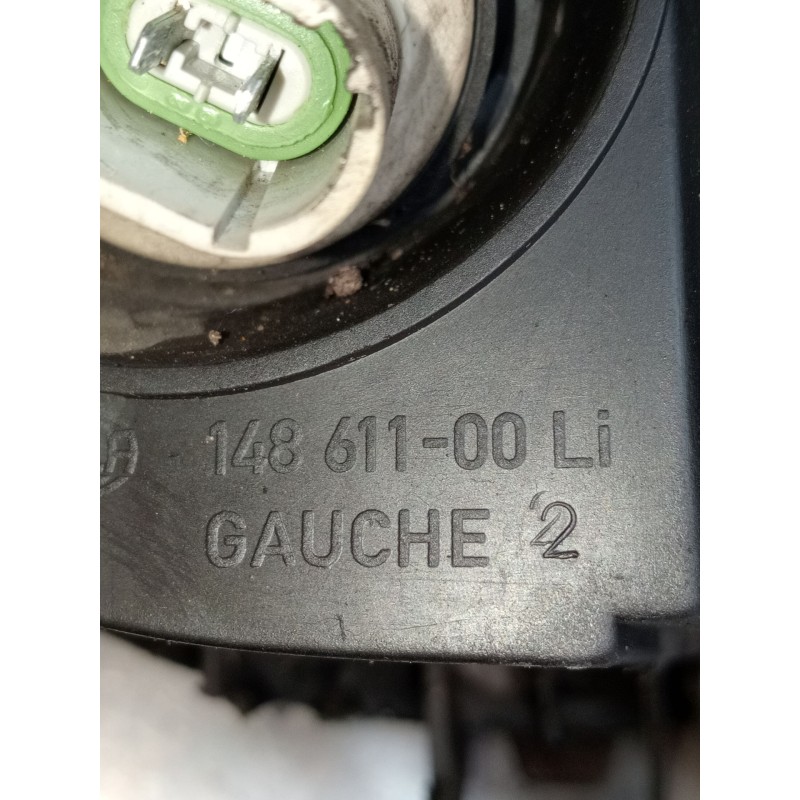 148 611-00 Li
GAUCHE 2